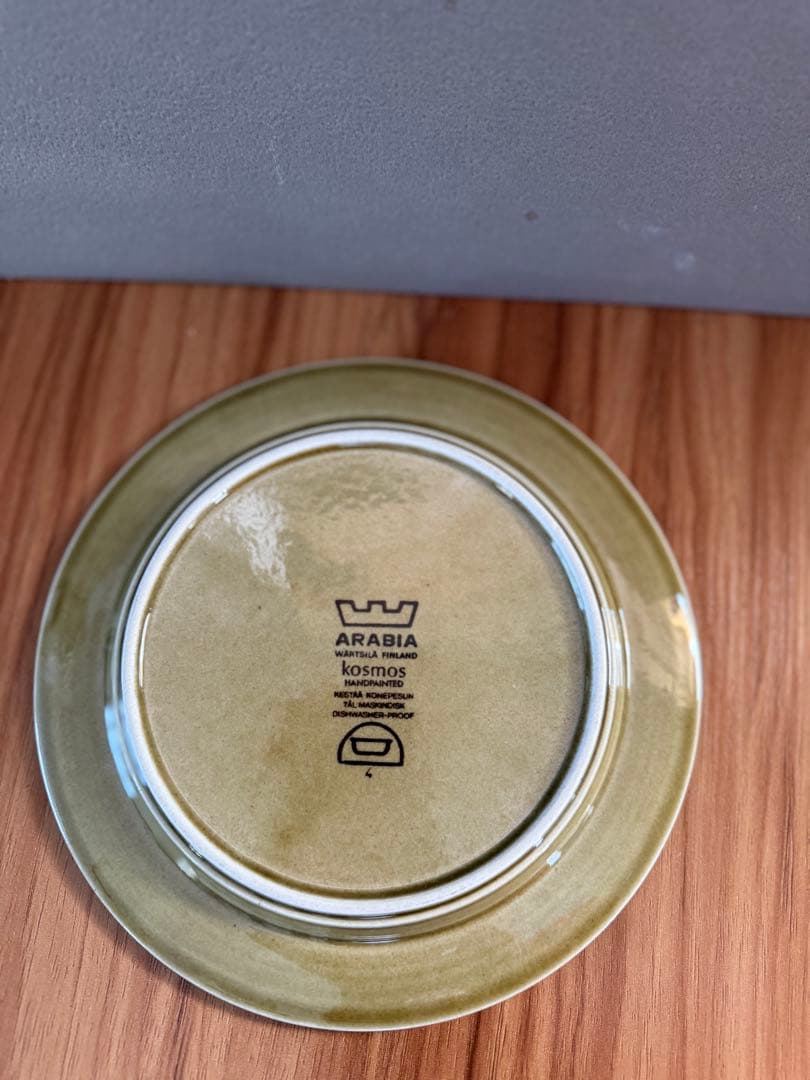 ARABIA
WÄRTSILÄ FINLAND
kosmos
HANDPAINTED
KESTÄÄ KONEPESUN
TÅL MASKINDISK
DISHWASHER-PROOF
4